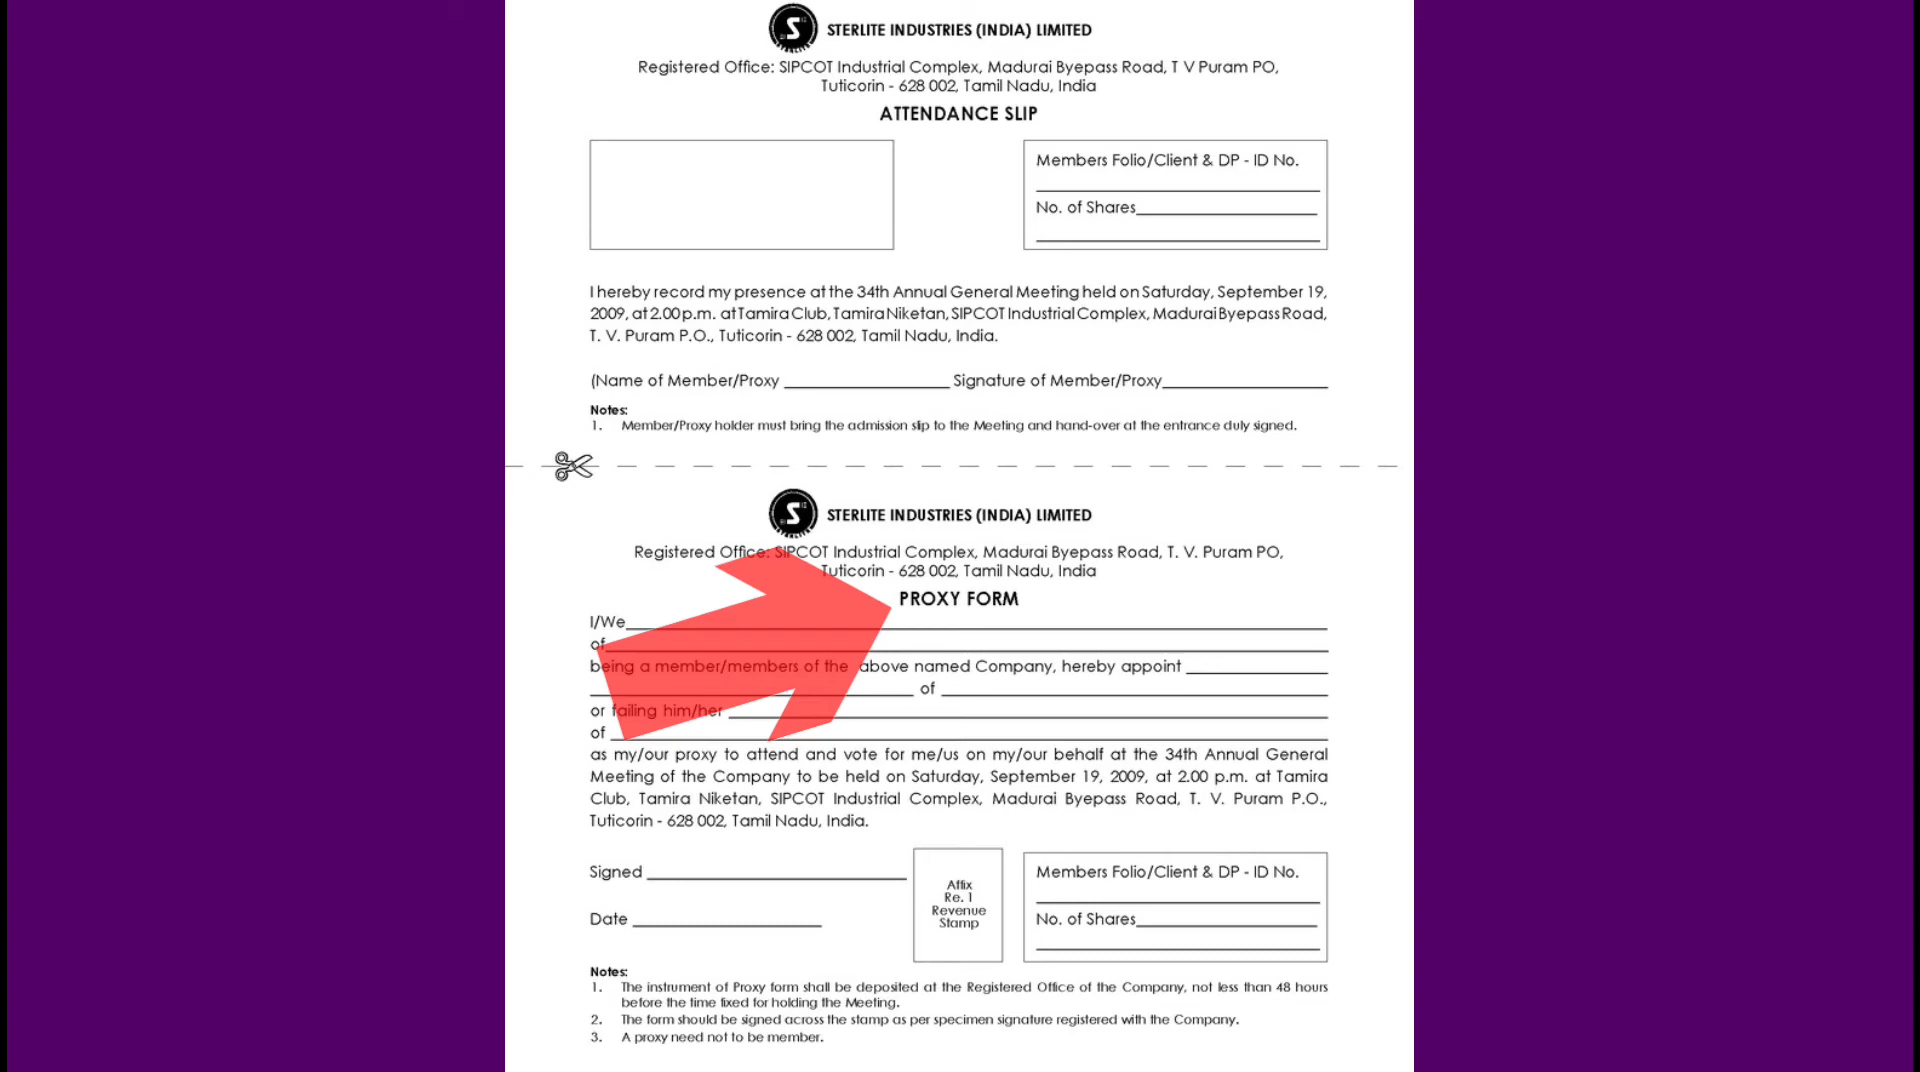 STERLITE INDUSTRIES (INDIA) LIMITED
Registered Office: SIPCOT Industrial Complex, Madurai Byepass Road, T V Puram PO,
Tuticorin - 628 002, Tamil Nadu, India
ATTENDANCE SLIP
Members Folio/Client & DP - ID No.
No. of Shares
I hereby record my presence at the 34th Annual General Meeting held on Saturday, September 19,
2009, at 2.00 p.m. at Tamira Club, Tamira Niketan, SIPCOT Industrial Complex, Madurai Byepass Road,
T. V. Puram P.O., Tuticorin - 628 002, Tamil Nadu, India.
(Name of Member/Proxy ____________ Signature of Member/Proxy____________
Notes:
1. Member/Proxy holder must bring the admission slip to the Meeting and hand-over at the entrance duly signed.
STERLITE INDUSTRIES (INDIA) LIMITED
Registered Office: SIPCOT Industrial Complex, Madurai Byepass Road, T. V. Puram PO,
Tuticorin - 628 002, Tamil Nadu, India
PROXY FORM
I/We
of
being a member/members of the above named Company, hereby appoint
of
or failing him/her
of
as my/our proxy to attend and vote for me/us on my/our behalf at the 34th Annual General
Meeting of the Company to be held on Saturday, September 19, 2009, at 2.00 p.m. at Tamira
Club, Tamira Niketan, SIPCOT Industrial Complex, Madurai Byepass Road, T. V. Puram P.O.,
Tuticorin - 628 002, Tamil Nadu, India.
Signed
Date
Affix
Re. 1
Revenue
Stamp
Members Folio/Client & DP - ID No.
No. of Shares
Notes:
1. The instrument of Proxy form shall be deposited at the Registered Office of the Company, not less than 48 hours
before the time fixed for holding the Meeting.
2. The form should be signed across the stamp as per specimen signature registered with the Company.
3. A proxy need not to be member.